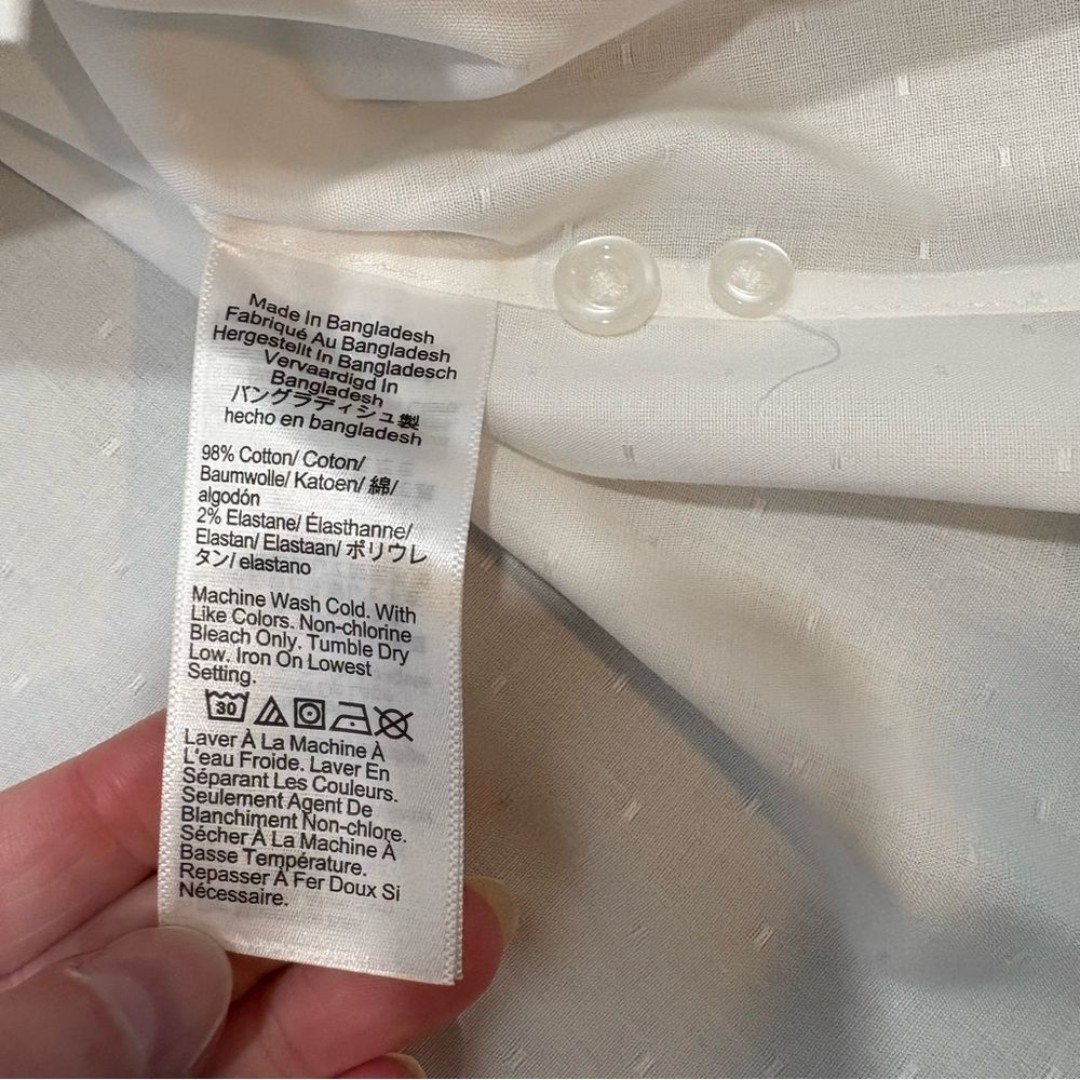 Made In Bangladesh
Fabriqué Au Bangladesh
Hergestellt In Bangladesch
Vervaardigd In
Bangladesh
バングラディシュ製
hecho en bangladesh
98% Cotton/ Coton/
Baumwolle/ Katoen/ 綿/
algodón
2% Elastane/ Élasthanne/
Elastan/ Elastaan/ ポリウレ
タン/ elastano
Machine Wash Cold. With
Like Colors. Non-chlorine
Bleach Only. Tumble Dry
Low. Iron On Lowest
Setting.
30
Laver À La Machine À
L'eau Froide. Laver En
Séparant Les Couleurs.
Seulement Agent De
Blanchiment Non-chlore.
Sécher À La Machine À
Basse Température.
Repasser À Fer Doux Si
Nécessaire.